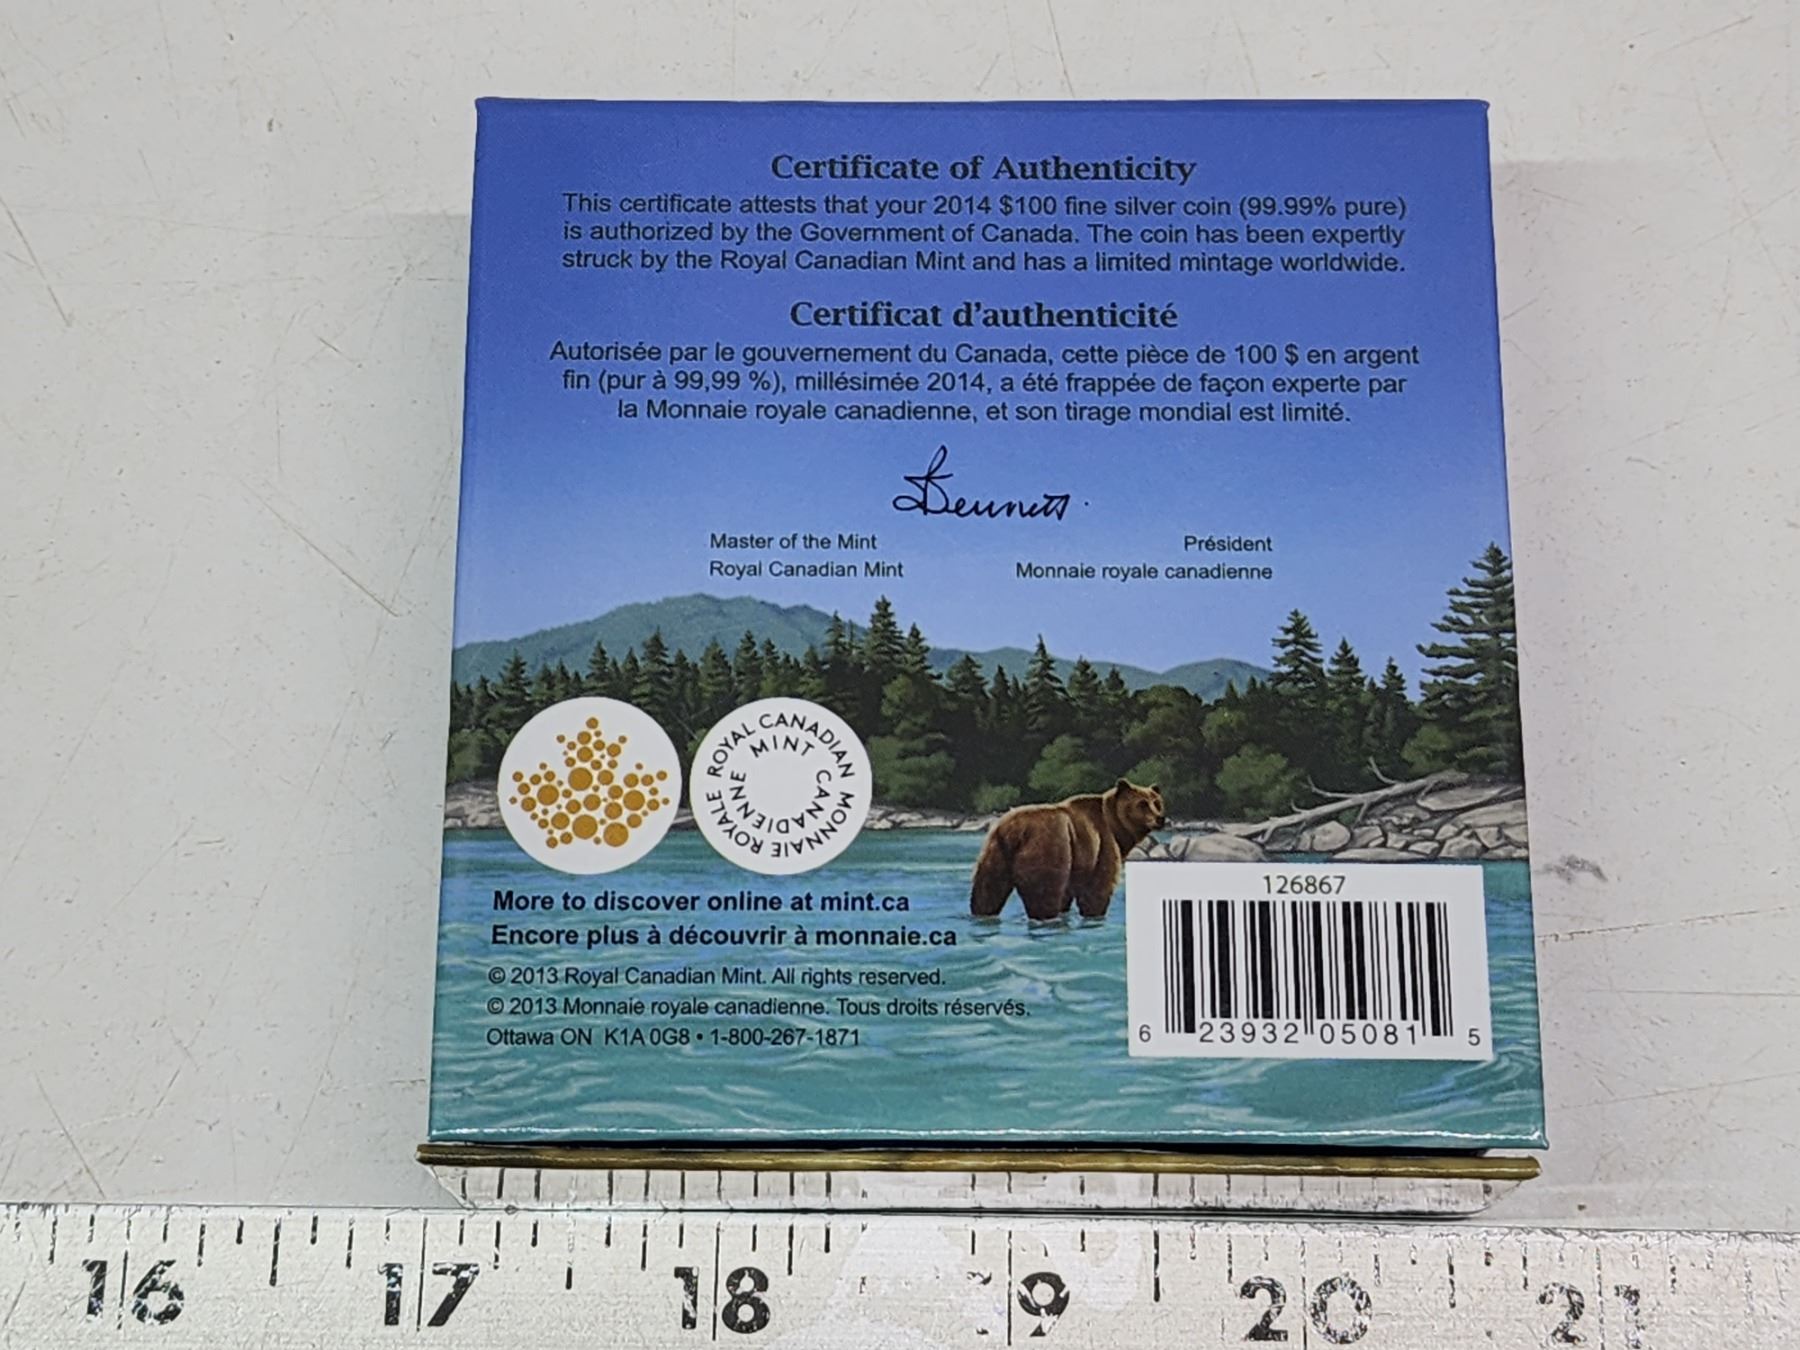 Certificate of Authenticity
This certificate attests that your 2014 $100 fine silver coin (99.99% pure)
is authorized by the Government of Canada. The coin has been expertly
struck by the Royal Canadian Mint and has a limited mintage worldwide.
Certificat d'authenticité
Autorisée par le gouvernement du Canada, cette pièce de 100 $ en argent
fin (pur à 99,99 %), millésimée 2014, a été frappée de façon experte par
la Monnaie royale canadienne, et son tirage mondial est limité.
Bennett
Master of the Mint
Royal Canadian Mint
Président
Monnaie royale canadienne
ROYAL CANADIAN MINT
MONNAIE ROYALE CANADIENNE
More to discover online at mint.ca
Encore plus à découvrir à monnaie.ca
© 2013 Royal Canadian Mint. All rights reserved.
© 2013 Monnaie royale canadienne. Tous droits réservés.
Ottawa ON K1A 0G8 • 1-800-267-1871
126867
6 23932 05081 5
16 17 18 19 20 21